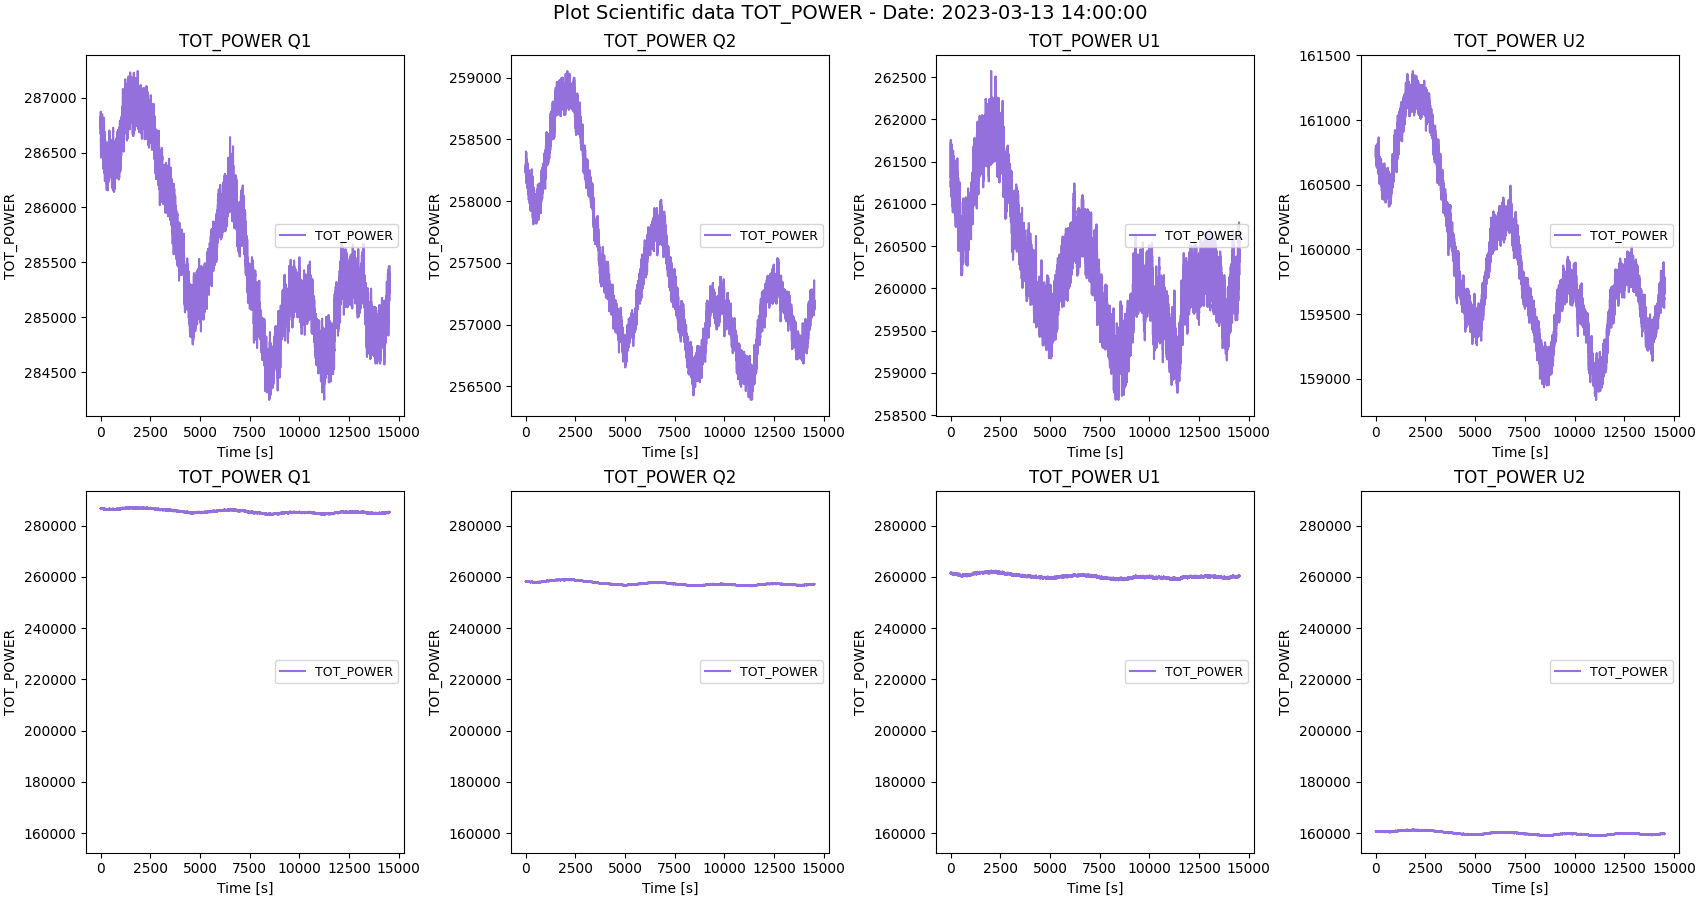 Plot Scientific data TOT_POWER - Date: 2023-03-13 14:00:00
TOT_POWER Q1
TOT_POWER
287000
286500
286000
285500
285000
284500
TOT_POWER
0 2500 5000 7500 10000 12500 15000
Time [s]
TOT_POWER Q2
TOT_POWER
259000
258500
258000
257500
257000
256500
TOT_POWER
0 2500 5000 7500 10000 12500 15000
Time [s]
TOT_POWER U1
TOT_POWER
262500
262000
261500
261000
260500
260000
259500
259000
258500
TOT_POWER
0 2500 5000 7500 10000 12500 15000
Time [s]
TOT_POWER U2
TOT_POWER
161500
161000
160500
160000
159500
159000
TOT_POWER
0 2500 5000 7500 10000 12500 15000
Time [s]
TOT_POWER Q1
TOT_POWER
280000
260000
240000
220000
200000
180000
160000
TOT_POWER
0 2500 5000 7500 10000 12500 15000
Time [s]
TOT_POWER Q2
TOT_POWER
280000
260000
240000
220000
200000
180000
160000
TOT_POWER
0 2500 5000 7500 10000 12500 15000
Time [s]
TOT_POWER U1
TOT_POWER
280000
260000
240000
220000
200000
180000
160000
TOT_POWER
0 2500 5000 7500 10000 12500 15000
Time [s]
TOT_POWER U2
TOT_POWER
280000
260000
240000
220000
200000
180000
160000
TOT_POWER
0 2500 5000 7500 10000 12500 15000
Time [s]